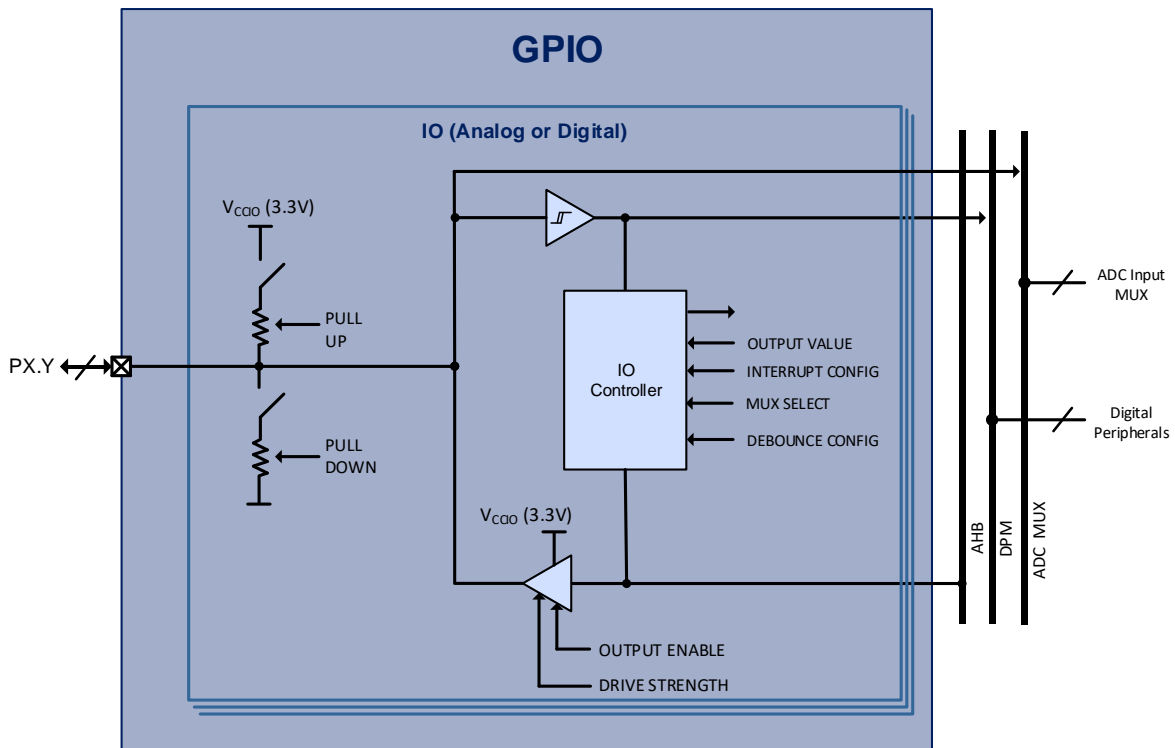 GPIO
IO (Analog or Digital)
VCCIO (3.3V)
PULL
UP
PX.Y
PULL
DOWN
IO
Controller
OUTPUT VALUE
INTERRUPT CONFIG
MUX SELECT
DEBOUNCE CONFIG
VCCIO (3.3V)
OUTPUT ENABLE
DRIVE STRENGTH
ADC Input
MUX
Digital
Peripherals
AHB
DPM
ADC MUX